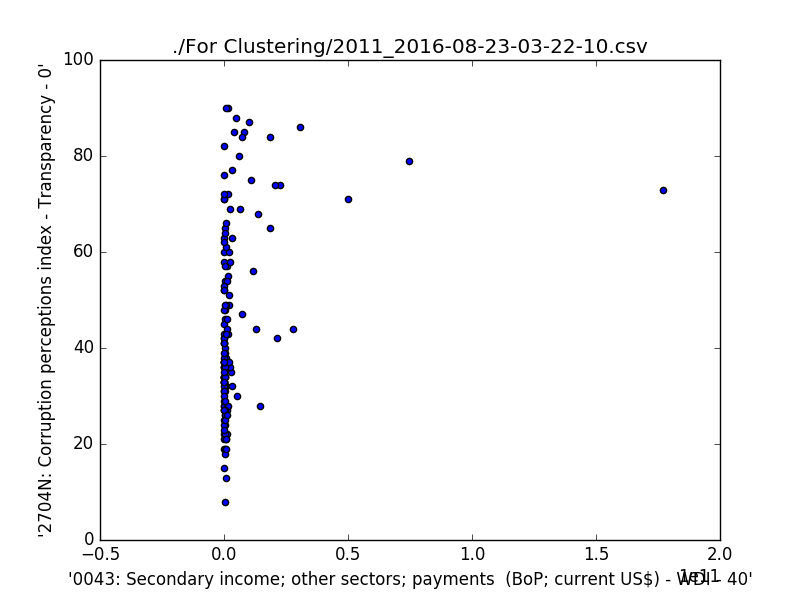 ./For Clustering/2011_2016-08-23-03-22-10.csv
100
80
60
40
20
0
'2704N: Corruption perceptions index - Transparency - 0'
−0.5 0.0 0.5 1.0 1.5 2.0
1e11
'0043: Secondary income; other sectors; payments  (BoP; current US$) - WDI - 40'